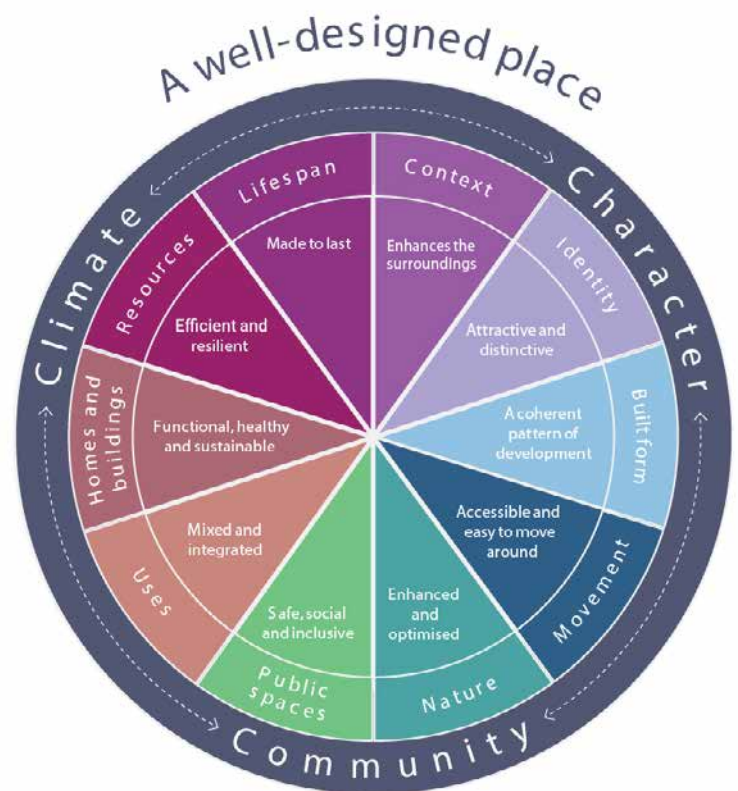 A well-designed place
Climate
Character
Community
Context
Enhances the
surroundings
Identity
Attractive and
distinctive
Built form
A coherent
pattern of
development
Movement
Accessible and
easy to move
around
Nature
Enhanced
and
optimised
Public
spaces
Safe, social
and inclusive
Uses
Mixed and
integrated
Homes and
buildings
Functional, healthy
and sustainable
Resources
Efficient and
resilient
Lifespan
Made to last